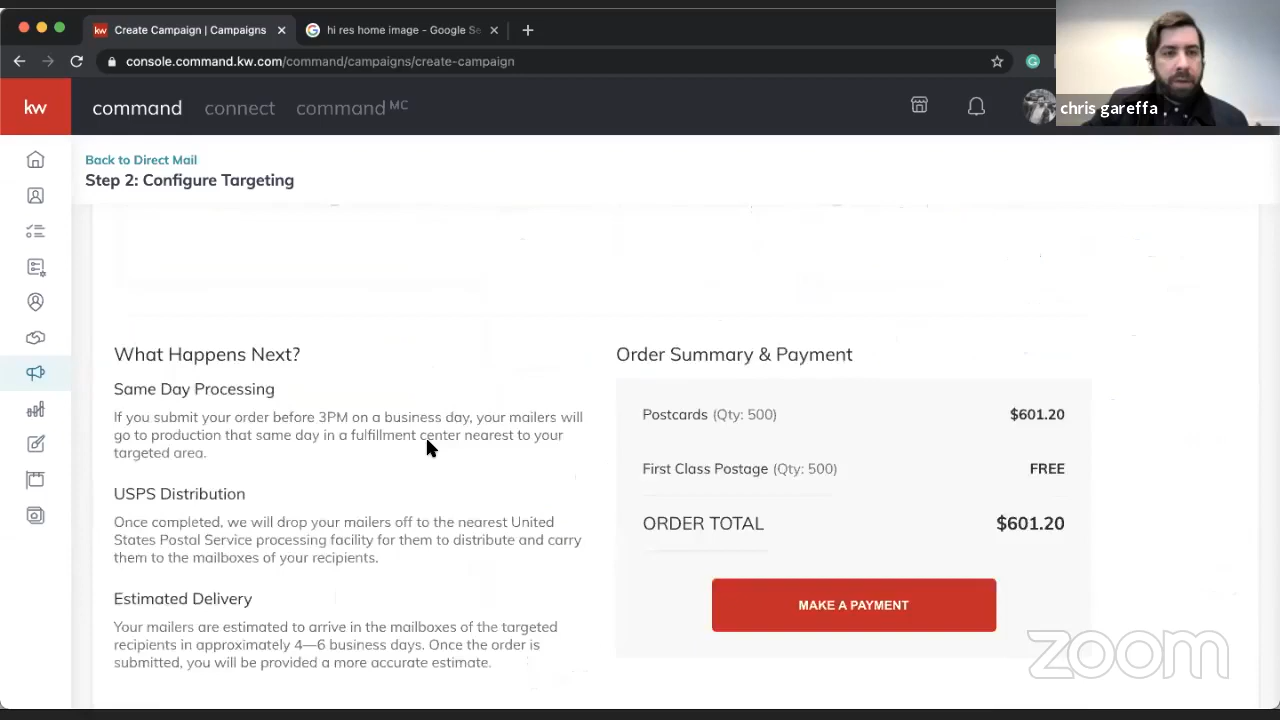 Create Campaign | Campaigns
hi res home image - Google Se
console.command.kw.com/command/campaigns/create-campaign
kw
command
connect
command MC
chris gareffa
Back to Direct Mail
Step 2: Configure Targeting
What Happens Next?
Same Day Processing
If you submit your order before 3PM on a business day, your mailers will
go to production that same day in a fulfillment center nearest to your
targeted area.
USPS Distribution
Once completed, we will drop your mailers off to the nearest United
States Postal Service processing facility for them to distribute and carry
them to the mailboxes of your recipients.
Estimated Delivery
Your mailers are estimated to arrive in the mailboxes of the targeted
recipients in approximately 4—6 business days. Once the order is
submitted, you will be provided a more accurate estimate.
Order Summary & Payment
Postcards (Qty: 500) $601.20
First Class Postage (Qty: 500) FREE
ORDER TOTAL $601.20
MAKE A PAYMENT
zoom